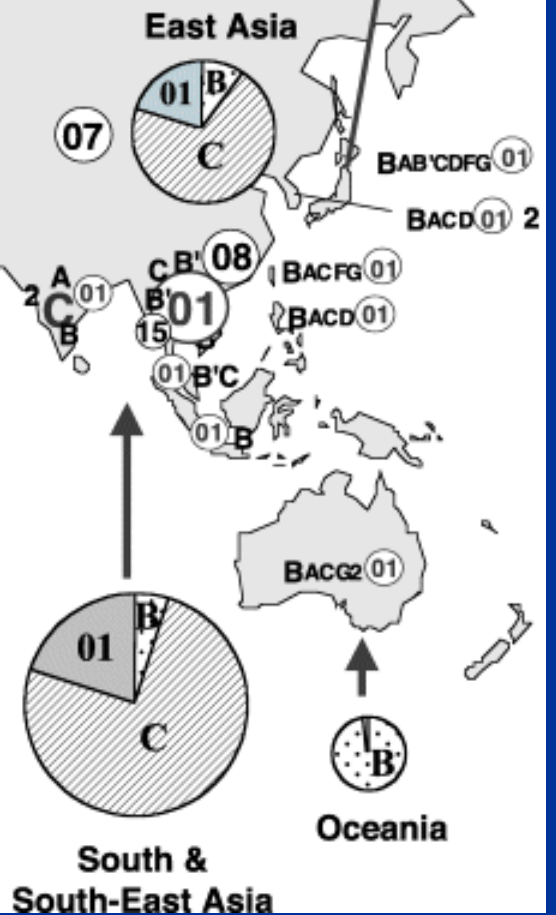 East Asia
01 B
C
07
BAB'CDFG 01
BACD 01 2
C B' 08
BACFG 01
A
2 C 01
B' 01
BACD 01
B
15
01 B'C
01 B
BACG2 01
01 B
C
B
Oceania
South &
South-East Asia